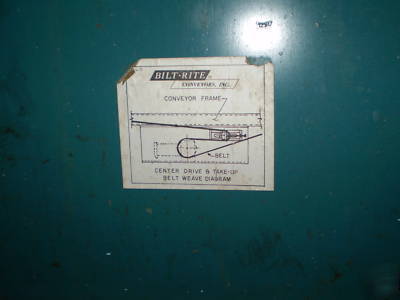 BILT-RITE
CONVEYORS, INC.
CONVEYOR FRAME
BELT
CENTER DRIVE & TAKE-UP
BELT WEAVE DIAGRAM